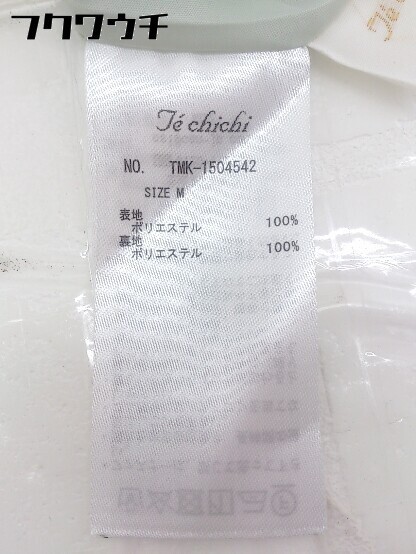 フクワウチ
Té chichi
NO. TMK-1504542
SIZE M
表地
ポリエステル 100%
裏地
ポリエステル 100%